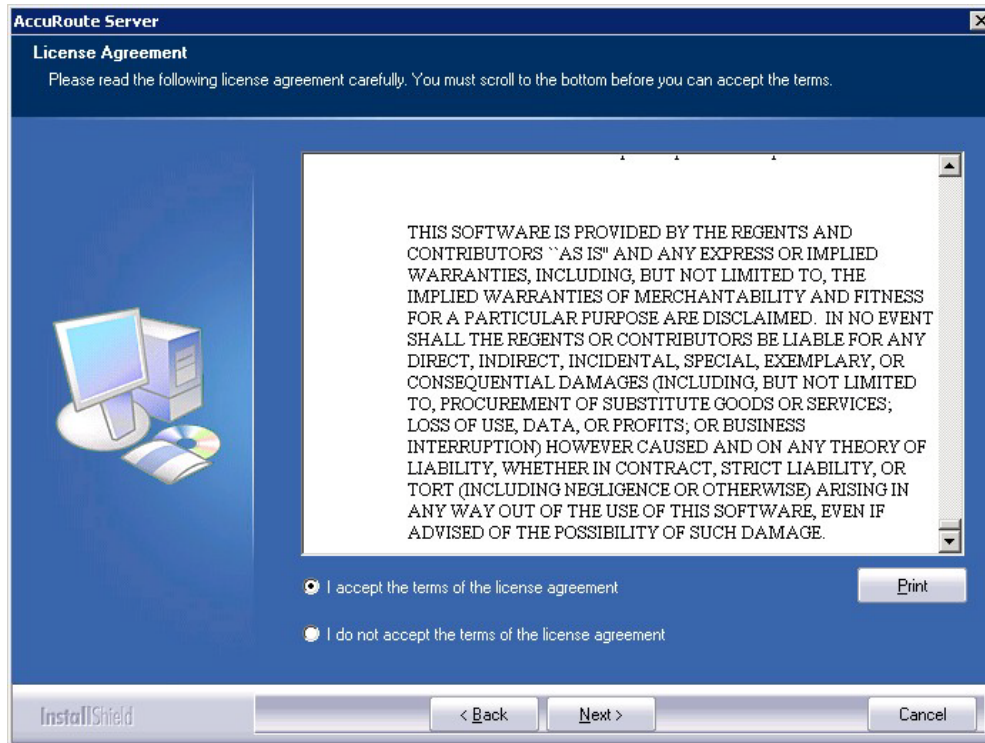 AccuRoute Server
License Agreement
Please read the following license agreement carefully. You must scroll to the bottom before you can accept the terms.
THIS SOFTWARE IS PROVIDED BY THE REGENTS AND
CONTRIBUTORS ``AS IS" AND ANY EXPRESS OR IMPLIED
WARRANTIES, INCLUDING, BUT NOT LIMITED TO, THE
IMPLIED WARRANTIES OF MERCHANTABILITY AND FITNESS
FOR A PARTICULAR PURPOSE ARE DISCLAIMED.  IN NO EVENT
SHALL THE REGENTS OR CONTRIBUTORS BE LIABLE FOR ANY
DIRECT, INDIRECT, INCIDENTAL, SPECIAL, EXEMPLARY, OR
CONSEQUENTIAL DAMAGES (INCLUDING, BUT NOT LIMITED
TO, PROCUREMENT OF SUBSTITUTE GOODS OR SERVICES;
LOSS OF USE, DATA, OR PROFITS; OR BUSINESS
INTERRUPTION) HOWEVER CAUSED AND ON ANY THEORY OF
LIABILITY, WHETHER IN CONTRACT, STRICT LIABILITY, OR
TORT (INCLUDING NEGLIGENCE OR OTHERWISE) ARISING IN
ANY WAY OUT OF THE USE OF THIS SOFTWARE, EVEN IF
ADVISED OF THE POSSIBILITY OF SUCH DAMAGE.
I accept the terms of the license agreement
Print
I do not accept the terms of the license agreement
InstallShield
< Back
Next >
Cancel